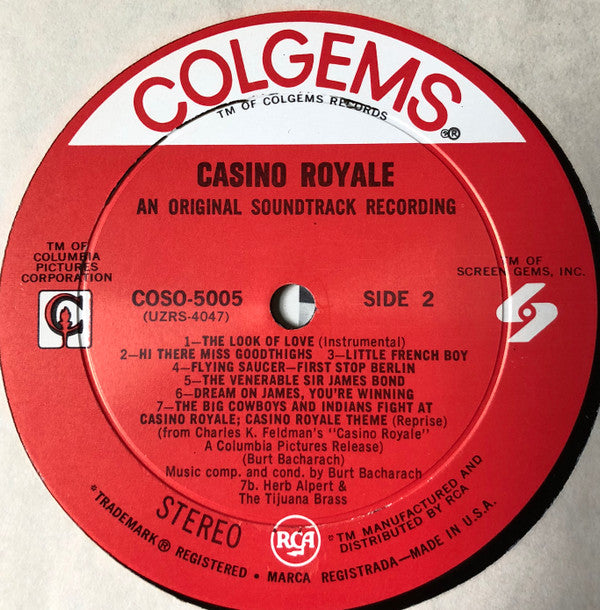 COLGEMS®
TM OF COLGEMS RECORDS
CASINO ROYALE
AN ORIGINAL SOUNDTRACK RECORDING
TM OF
COLUMBIA
PICTURES
CORPORATION
TM OF
SCREEN GEMS, INC.
COSO-5005
(UZRS-4047)
SIDE 2
1—THE LOOK OF LOVE (Instrumental)
2—HI THERE MISS GOODTHIGHS 3—LITTLE FRENCH BOY
4—FLYING SAUCER—FIRST STOP BERLIN
5—THE VENERABLE SIR JAMES BOND
6—DREAM ON JAMES, YOU'RE WINNING
7—THE BIG COWBOYS AND INDIANS FIGHT AT
CASINO ROYALE; CASINO ROYALE THEME (Reprise)
(from Charles K. Feldman's "Casino Royale"
A Columbia Pictures Release)
(Burt Bacharach)
Music comp. and cond. by Burt Bacharach
7b. Herb Alpert &
The Tijuana Brass
STEREO
RCA
*TM MANUFACTURED AND
DISTRIBUTED BY RCA
*TRADEMARK® REGISTERED • MARCA REGISTRADA—MADE IN U.S.A.